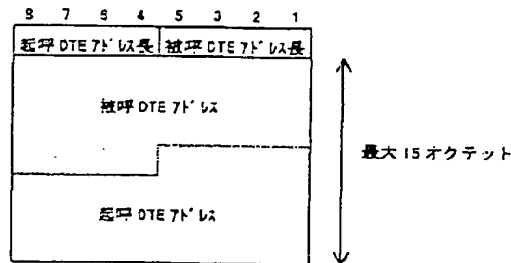 8 7 6 4 5 3 2 1
起呼 DTE アドレス長 被呼 DTE アドレス長
被呼 DTE アドレス
最大 15 オクテット
起呼 DTE アドレス